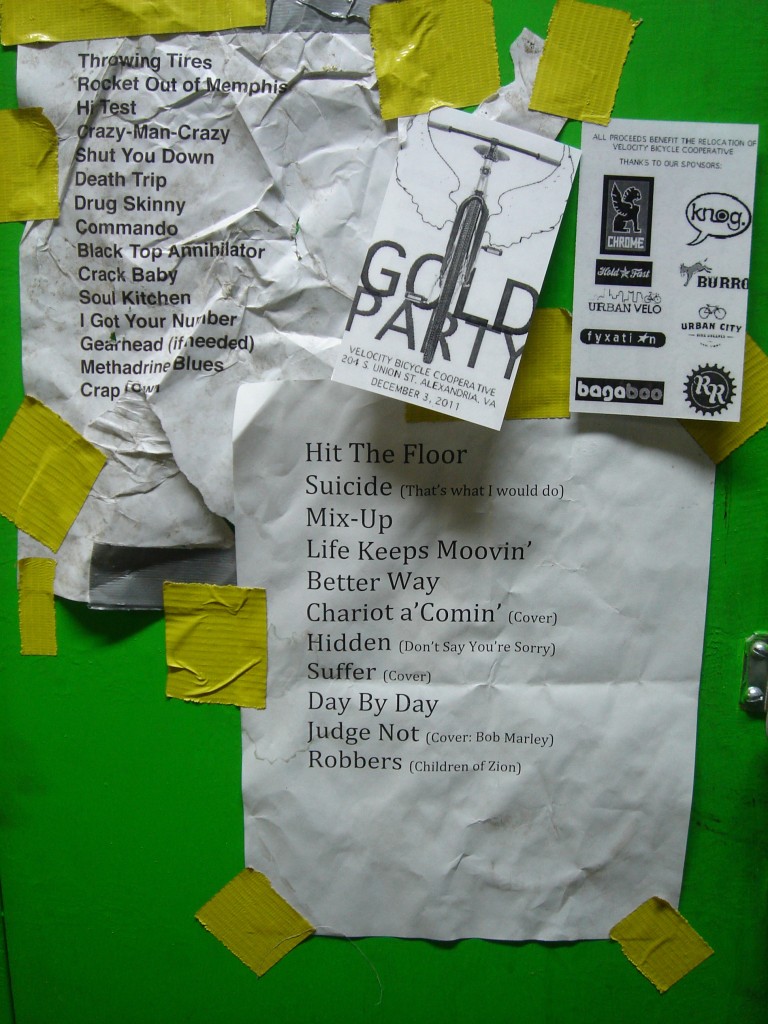 Throwing Tires
Rocket Out of Memphis
Hi Test
Crazy-Man-Crazy
Shut You Down
Death Trip
Drug Skinny
Commando
Black Top Annihilator
Crack Baby
Soul Kitchen
I Got Your Number
Gearhead (if needed)
Methadrine Blues
Crap
GOLD
PARTY
VELOCITY BICYCLE COOPERATIVE
204 S. UNION ST. ALEXANDRIA, VA
DECEMBER 3, 2011
ALL PROCEEDS BENEFIT THE RELOCATION OF
VELOCITY BICYCLE COOPERATIVE
THANKS TO OUR SPONSORS:
CHROME
knog.
Hold Fast
BURRO
URBAN VELO
URBAN CITY
fyxation
bagaboo
RR
Hit The Floor
Suicide (That's what I would do)
Mix-Up
Life Keeps Moovin'
Better Way
Chariot a'Comin' (Cover)
Hidden (Don't Say You're Sorry)
Suffer (Cover)
Day By Day
Judge Not (Cover: Bob Marley)
Robbers (Children of Zion)